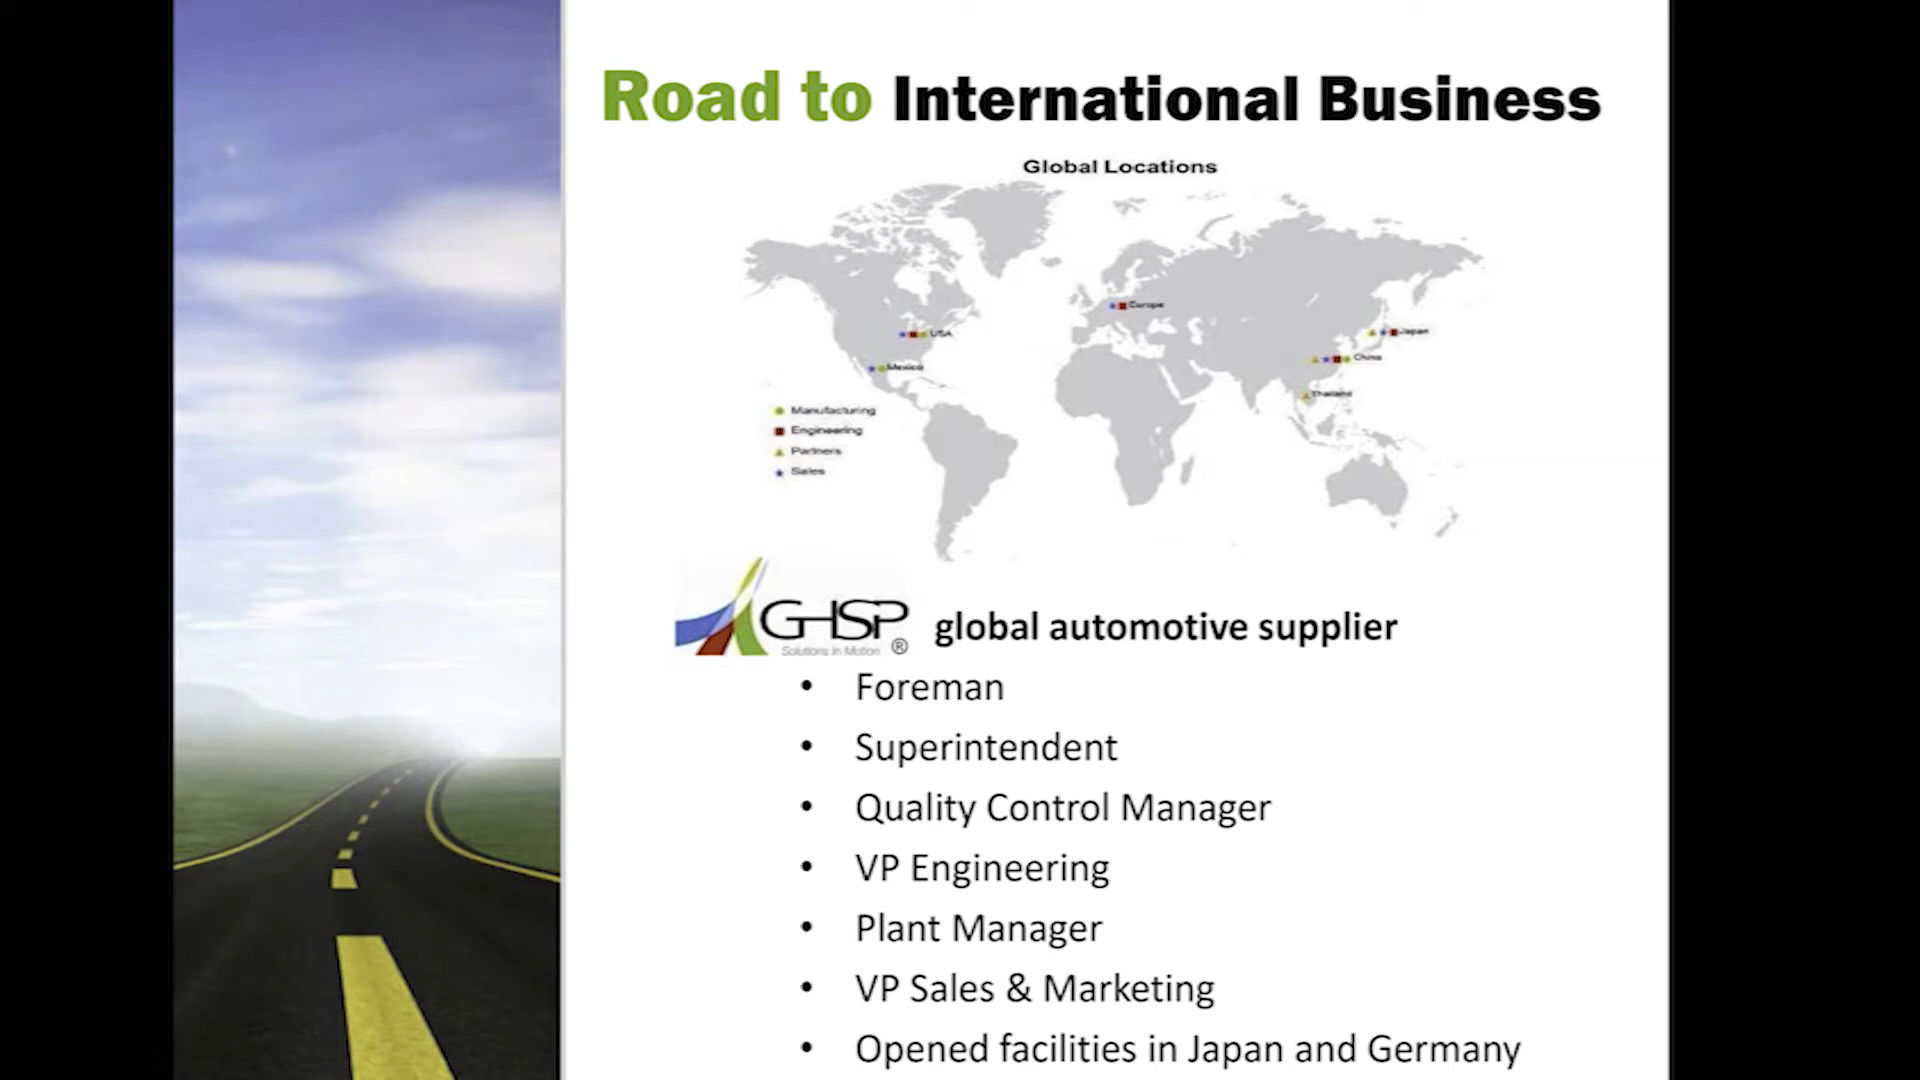 Road to International Business
Global Locations
Europe
USA
Japan
China
Mexico
Thailand
Manufacturing
Engineering
Partners
Sales
GHSP
Solutions In Motion ®
global automotive supplier
• Foreman
• Superintendent
• Quality Control Manager
• VP Engineering
• Plant Manager
• VP Sales & Marketing
• Opened facilities in Japan and Germany